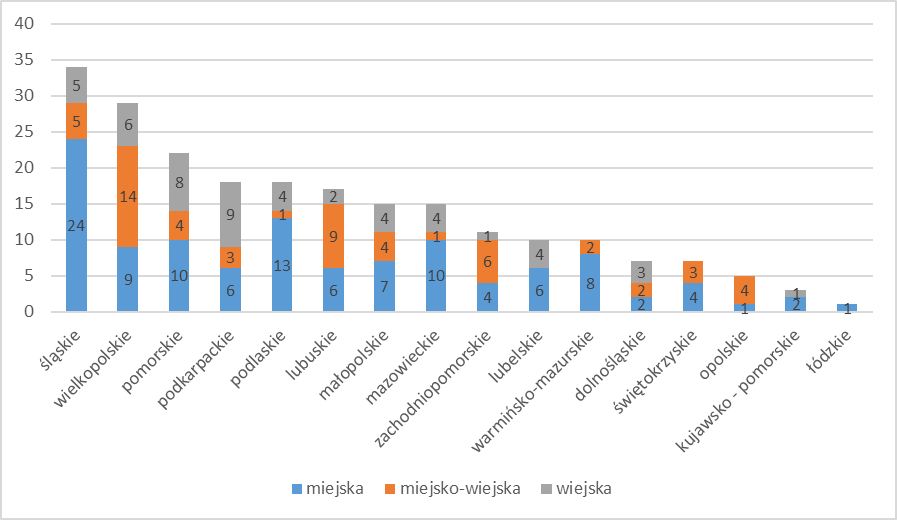 40
35
30
25
20
15
10
5
0
24 5 5
9 14 6
10 4 8
6 3 9
13 1 4
6 9 2
7 4 4
10 1 4
4 6 1
6 4
8 2
2 2 3
4 3
1 4
2 1
1
śląskie
wielkopolskie
pomorskie
podkarpackie
podlaskie
lubuskie
małopolskie
mazowieckie
zachodniopomorskie
lubelskie
warmińsko-mazurskie
dolnośląskie
świętokrzyskie
opolskie
kujawsko - pomorskie
łódzkie
miejska miejsko-wiejska wiejska